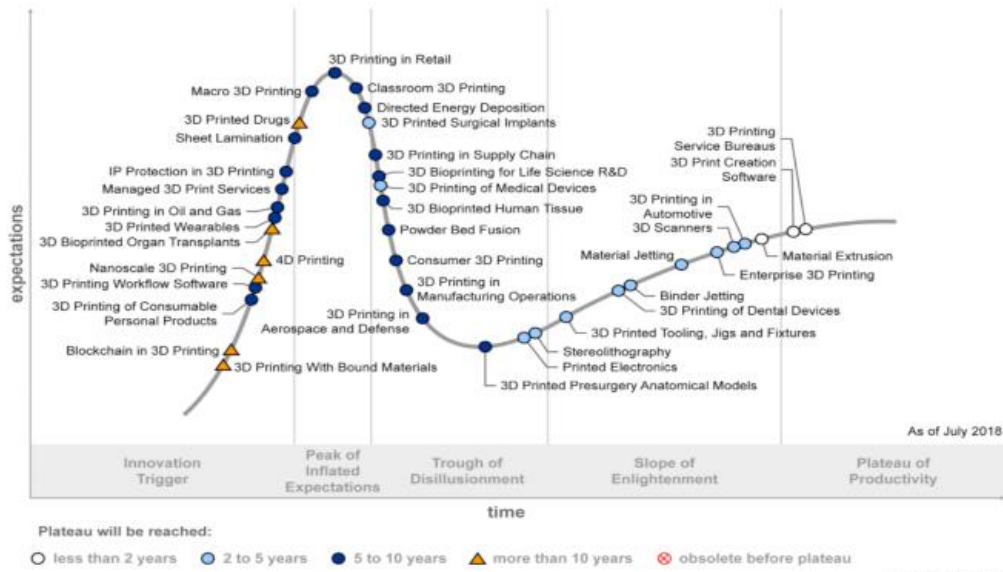 3D Printing in Retail
Macro 3D Printing
Classroom 3D Printing
Directed Energy Deposition
3D Printed Drugs
3D Printed Surgical Implants
Sheet Lamination
3D Printing in Supply Chain
IP Protection in 3D Printing
3D Bioprinting for Life Science R&D
Managed 3D Print Services
3D Printing of Medical Devices
3D Printing in Oil and Gas
3D Bioprinted Human Tissue
3D Printed Wearables
Powder Bed Fusion
3D Bioprinted Organ Transplants
4D Printing
Consumer 3D Printing
Nanoscale 3D Printing
3D Printing Workflow Software
3D Printing in
Manufacturing Operations
3D Printing of Consumable
Personal Products
3D Printing in
Aerospace and Defense
Blockchain in 3D Printing
3D Printing With Bound Materials
3D Printing
Service Bureaus
3D Print Creation
Software
3D Printing in
Automotive
3D Scanners
Material Jetting
Material Extrusion
Enterprise 3D Printing
Binder Jetting
3D Printing of Dental Devices
3D Printed Tooling, Jigs and Fixtures
Stereolithography
Printed Electronics
3D Printed Presurgery Anatomical Models
expectations
As of July 2018
Innovation
Trigger
Peak of
Inflated
Expectations
Trough of
Disillusionment
Slope of
Enlightenment
Plateau of
Productivity
time
Plateau will be reached:
less than 2 years
2 to 5 years
5 to 10 years
more than 10 years
obsolete before plateau